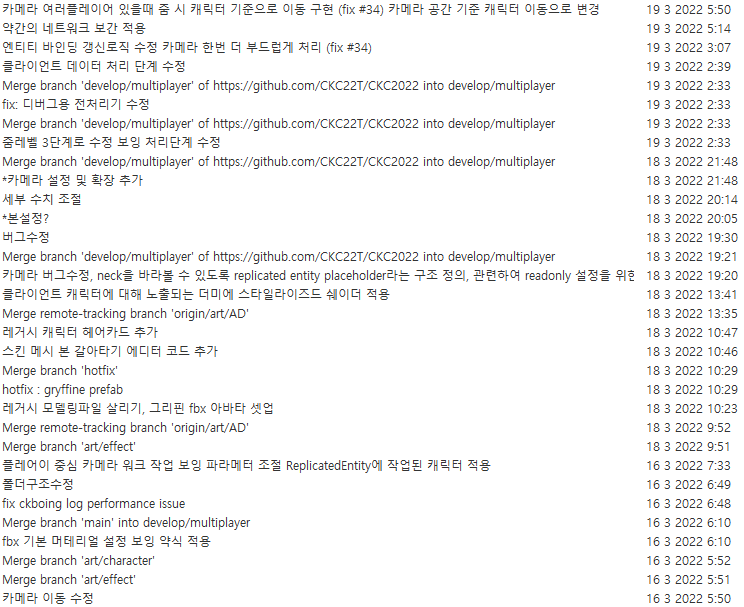 카메라 여러플레이어 있을때 줌 시 캐릭터 기준으로 이동 구현 (fix #34) 카메라 공간 기준 캐릭터 이동으로 변경 19 3 2022 5:50
약간의 네트워크 보간 적용 19 3 2022 5:14
엔티티 바인딩 갱신로직 수정 카메라 한번 더 부드럽게 처리 (fix #34) 19 3 2022 3:07
클라이언트 데이터 처리 단계 수정 19 3 2022 2:39
Merge branch 'develop/multiplayer' of https://github.com/CKC22T/CKC2022 into develop/multiplayer 19 3 2022 2:33
fix: 디버그용 전처리기 수정 19 3 2022 2:33
Merge branch 'develop/multiplayer' of https://github.com/CKC22T/CKC2022 into develop/multiplayer 19 3 2022 2:33
줌레벨 3단계로 수정 보잉 처리단계 수정 19 3 2022 2:33
Merge branch 'develop/multiplayer' of https://github.com/CKC22T/CKC2022 into develop/multiplayer 18 3 2022 21:48
*카메라 설정 및 확장 추가 18 3 2022 21:48
세부 수치 조절 18 3 2022 20:14
*본설정? 18 3 2022 20:05
버그수정 18 3 2022 19:30
Merge branch 'develop/multiplayer' of https://github.com/CKC22T/CKC2022 into develop/multiplayer 18 3 2022 19:21
카메라 버그수정, neck을 바라볼 수 있도록 replicated entity placeholder라는 구조 정의, 관련하여 readonly 설정을 위한 18 3 2022 19:20
클라이언트 캐릭터에 대해 노출되는 더미에 스타일라이즈드 쉐이더 적용 18 3 2022 13:41
Merge remote-tracking branch 'origin/art/AD' 18 3 2022 13:35
레거시 캐릭터 헤어카드 추가 18 3 2022 10:47
스킨 메시 본 갈아타기 에디터 코드 추가 18 3 2022 10:46
Merge branch 'hotfix' 18 3 2022 10:29
hotfix : gryffine prefab 18 3 2022 10:29
레거시 모델링파일 살리기, 그리핀 fbx 아바타 셋업 18 3 2022 10:23
Merge remote-tracking branch 'origin/art/AD' 18 3 2022 9:52
Merge branch 'art/effect' 18 3 2022 9:51
플레어이 중심 카메라 워크 작업 보잉 파라메터 조절 ReplicatedEntity에 작업된 캐릭터 적용 16 3 2022 7:33
폴더구조수정 16 3 2022 6:49
fix ckboing log performance issue 16 3 2022 6:48
Merge branch 'main' into develop/multiplayer 16 3 2022 6:10
fbx 기본 머테리얼 설정 보잉 약식 적용 16 3 2022 6:10
Merge branch 'art/character' 16 3 2022 5:52
Merge branch 'art/effect' 16 3 2022 5:51
카메라 이동 수정 16 3 2022 5:50